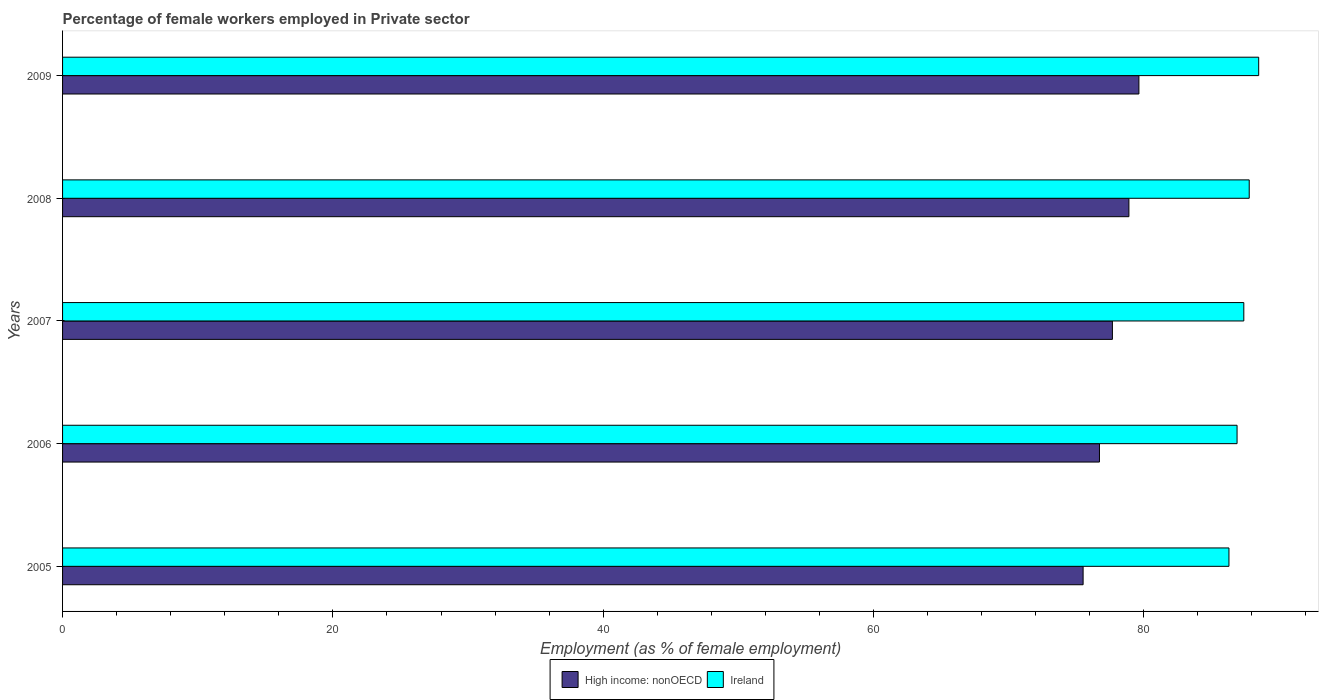 Percentage of female workers employed in Private sector
2009
2008
2007
2006
2005
Years
0
20
40
60
80
Employment (as % of female employment)
High income: nonOECD
Ireland